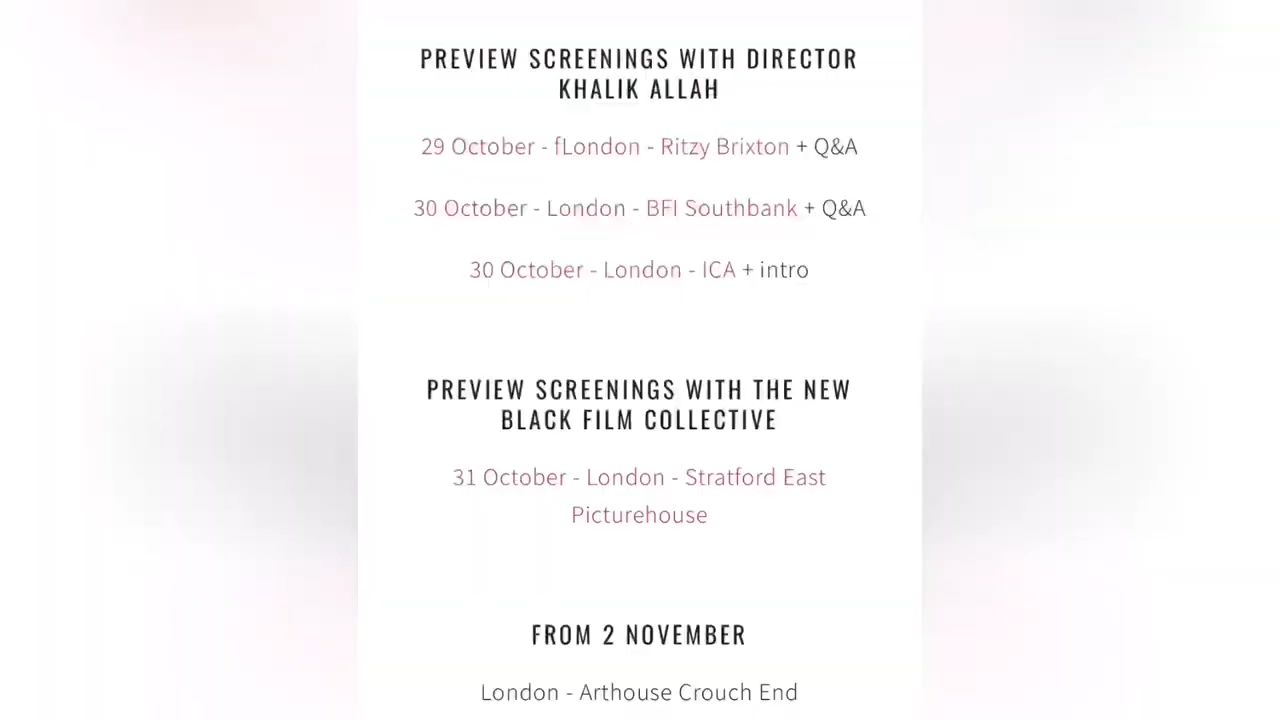 PREVIEW SCREENINGS WITH DIRECTOR
KHALIK ALLAH
29 October - fLondon - Ritzy Brixton + Q&A
30 October - London - BFI Southbank + Q&A
30 October - London - ICA + intro
PREVIEW SCREENINGS WITH THE NEW
BLACK FILM COLLECTIVE
31 October - London - Stratford East
Picturehouse
FROM 2 NOVEMBER
London - Arthouse Crouch End